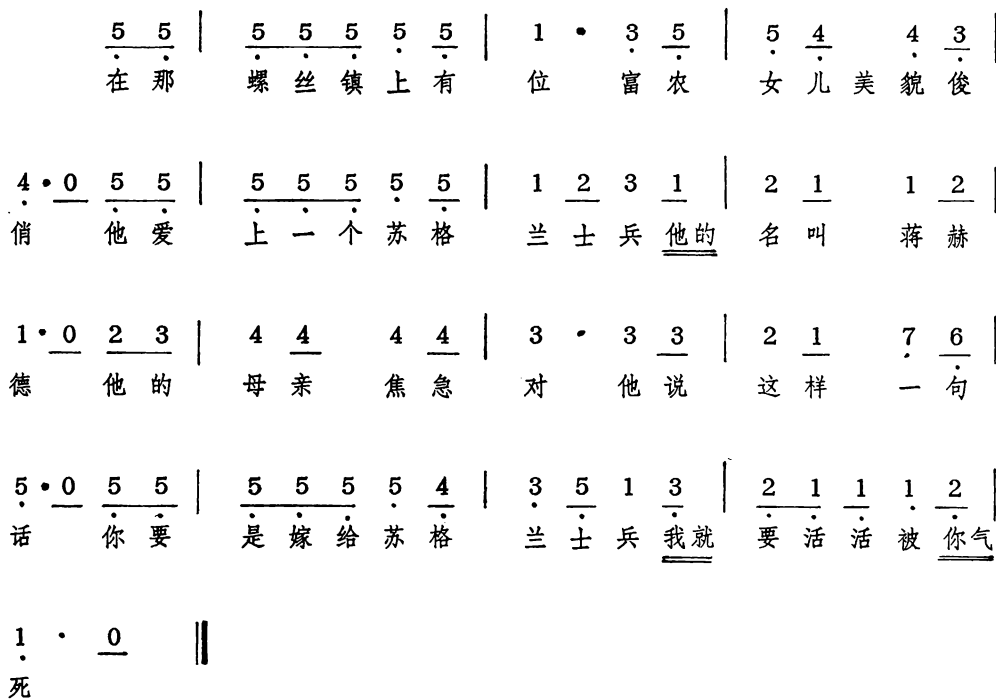 5 5 | 5 5 5 5 5 | 1 · 3 5 | 5 4 4 3 |
在那 螺丝镇上有 位 富农 女儿美貌俊
4 · 0 5 5 | 5 5 5 5 5 | 1 2 3 1 | 2 1 1 2 |
俏 他爱 上一个苏格 兰士兵他的 名叫 蒋赫
1 · 0 2 3 | 4 4 4 4 | 3 · 3 3 | 2 1 7 6 |
德 他的 母亲 焦急 对 他说 这样 一句
5 · 0 5 5 | 5 5 5 5 4 | 3 5 1 3 | 2 1 1 1 2 |
话 你要 是嫁给苏格 兰士兵我就 要活活被你气
1 · 0 ‖
死